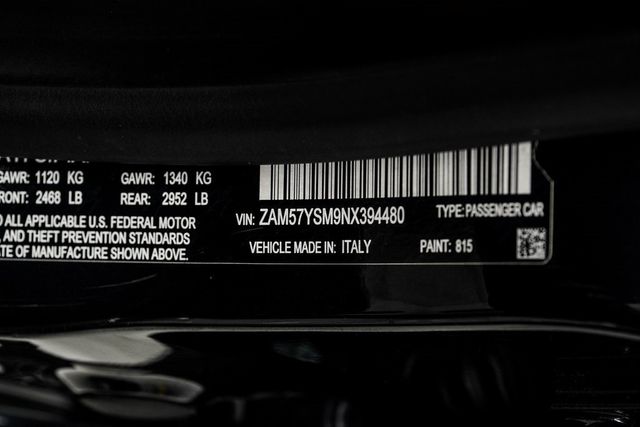 GAWR: 1120 KG GAWR: 1340 KG
FRONT: 2468 LB REAR: 2952 LB
ALL APPLICABLE U.S. FEDERAL MOTOR
AND THEFT PREVENTION STANDARDS
OF MANUFACTURE SHOWN ABOVE.
VIN: ZAM57YSM9NX394480 TYPE: PASSENGER CAR
VEHICLE MADE IN: ITALY PAINT: 815